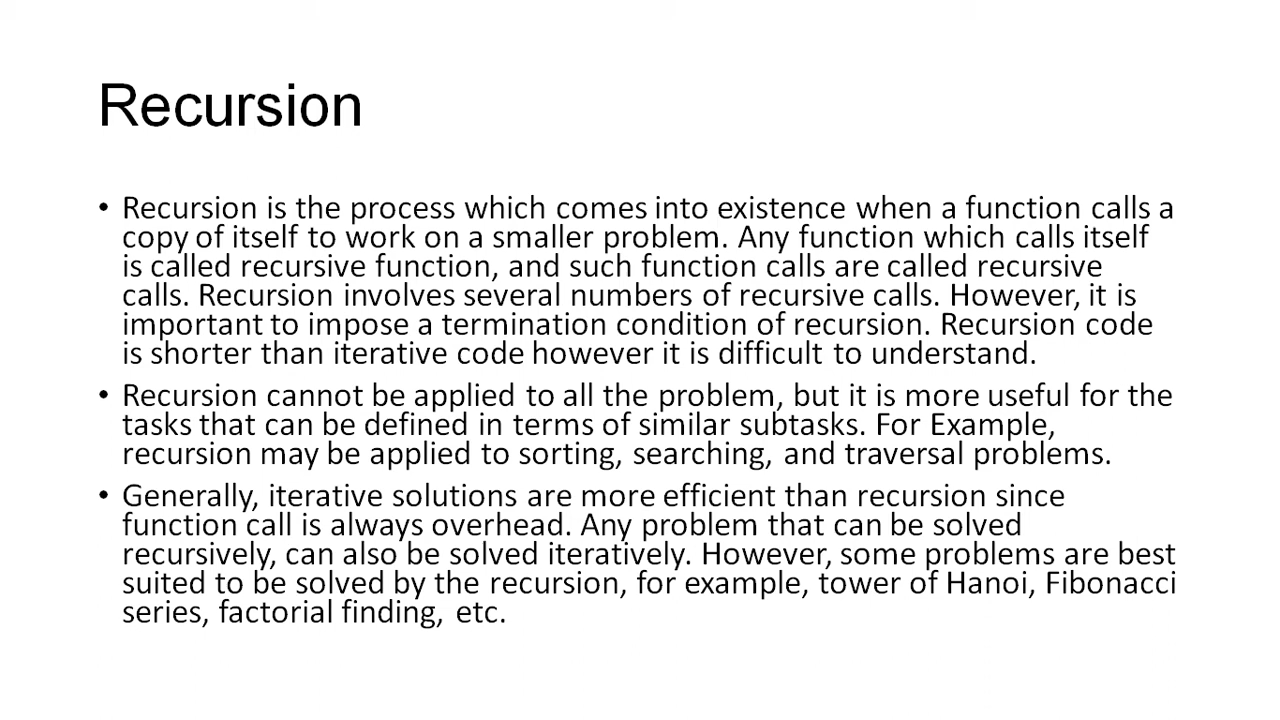 Recursion
• Recursion is the process which comes into existence when a function calls a
copy of itself to work on a smaller problem. Any function which calls itself
is called recursive function, and such function calls are called recursive
calls. Recursion involves several numbers of recursive calls. However, it is
important to impose a termination condition of recursion. Recursion code
is shorter than iterative code however it is difficult to understand.
• Recursion cannot be applied to all the problem, but it is more useful for the
tasks that can be defined in terms of similar subtasks. For Example,
recursion may be applied to sorting, searching, and traversal problems.
• Generally, iterative solutions are more efficient than recursion since
function call is always overhead. Any problem that can be solved
recursively, can also be solved iteratively. However, some problems are best
suited to be solved by the recursion, for example, tower of Hanoi, Fibonacci
series, factorial finding, etc.